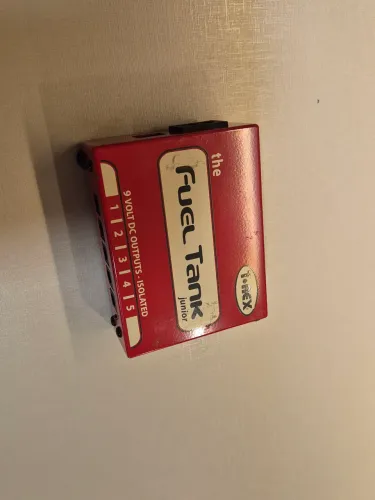 the
FUEL TANK
junior
T-REX
9 VOLT DC OUTPUTS - ISOLATED
1 | 2 | 3 | 4 | 5